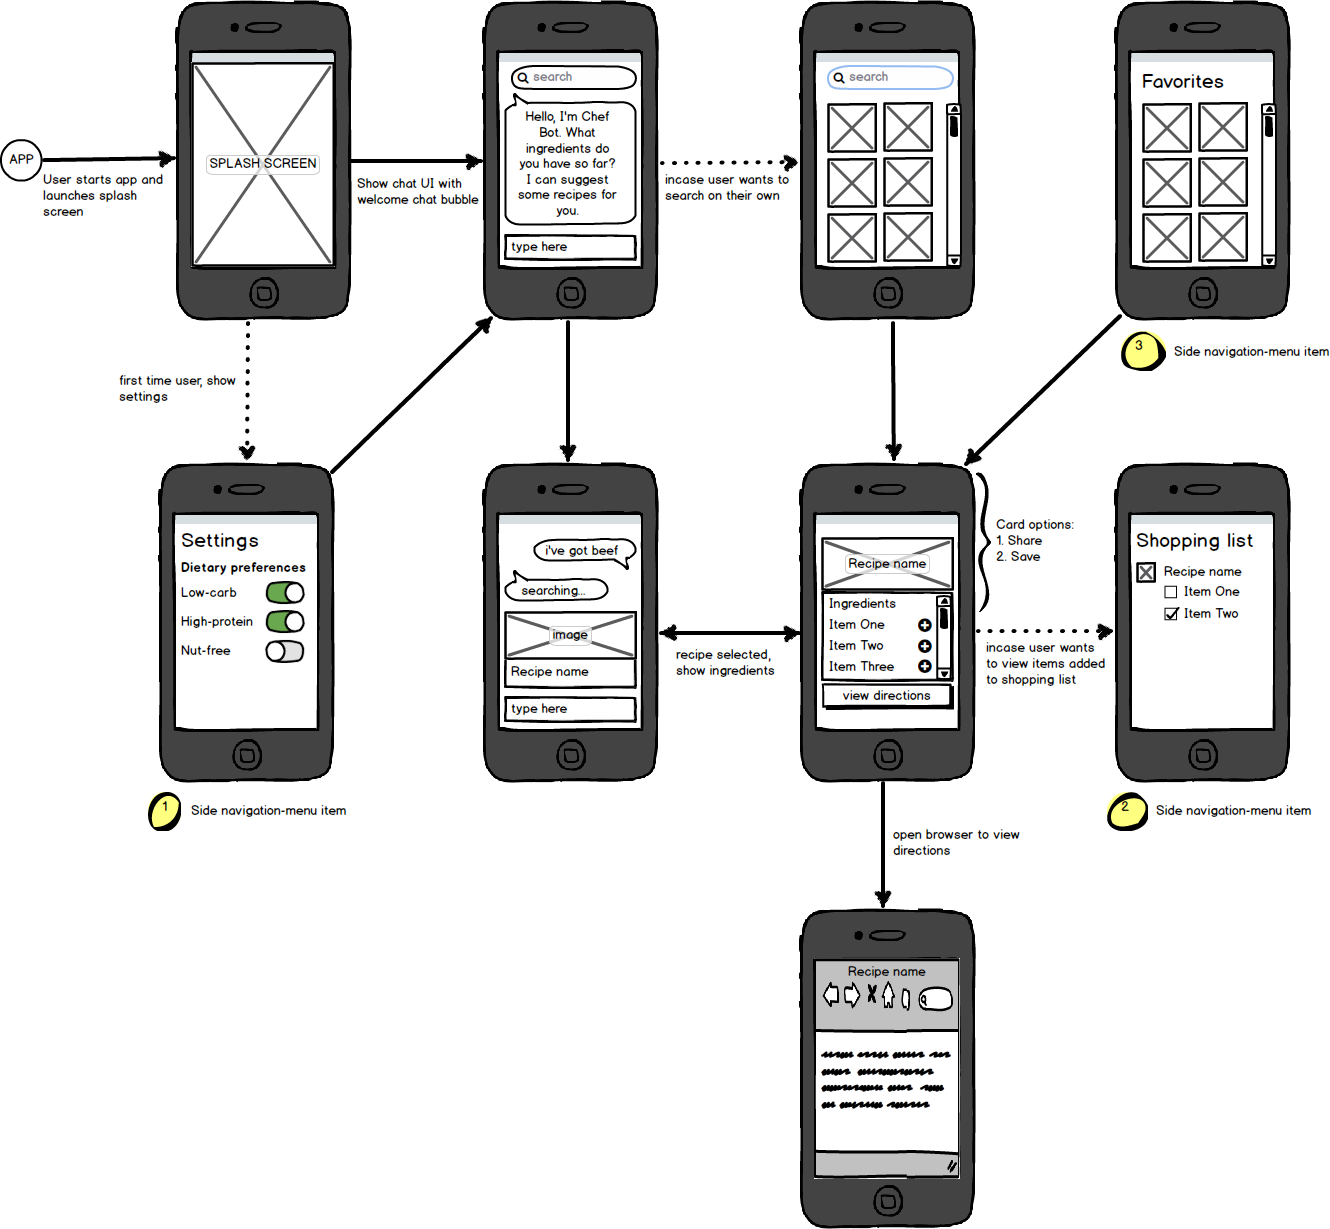 APP
User starts app and
launches splash
screen
SPLASH SCREEN
Show chat UI with
welcome chat bubble
search
Hello, I'm Chef
Bot. What
ingredients do
you have so far?
I can suggest
some recipes for
you.
type here
incase user wants to
search on their own
search
Favorites
3
Side navigation-menu item
first time user, show
settings
Settings
Dietary preferences
Low-carb
High-protein
Nut-free
1
Side navigation-menu item
i've got beef
searching...
image
Recipe name
type here
recipe selected,
show ingredients
Recipe name
Ingredients
Item One
Item Two
Item Three
view directions
Card options:
1. Share
2. Save
incase user wants
to view items added
to shopping list
Shopping list
Recipe name
Item One
Item Two
2
Side navigation-menu item
open browser to view
directions
Recipe name